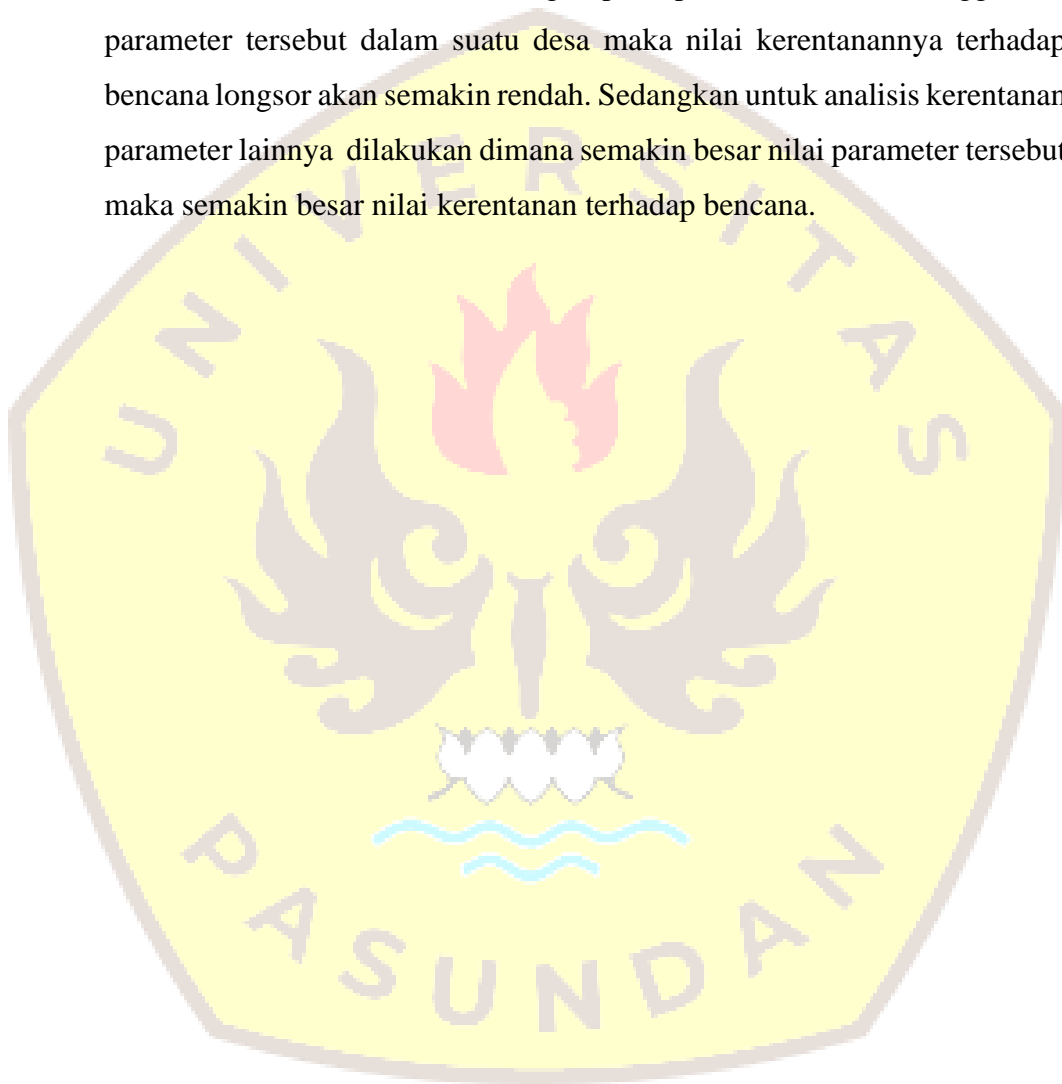 parameter tersebut dalam suatu desa maka nilai kerentanannya terhadap
bencana longsor akan semakin rendah. Sedangkan untuk analisis kerentanan
parameter lainnya dilakukan dimana semakin besar nilai parameter tersebut
maka semakin besar nilai kerentanan terhadap bencana.
UNIVERSITAS
PASUNDAN